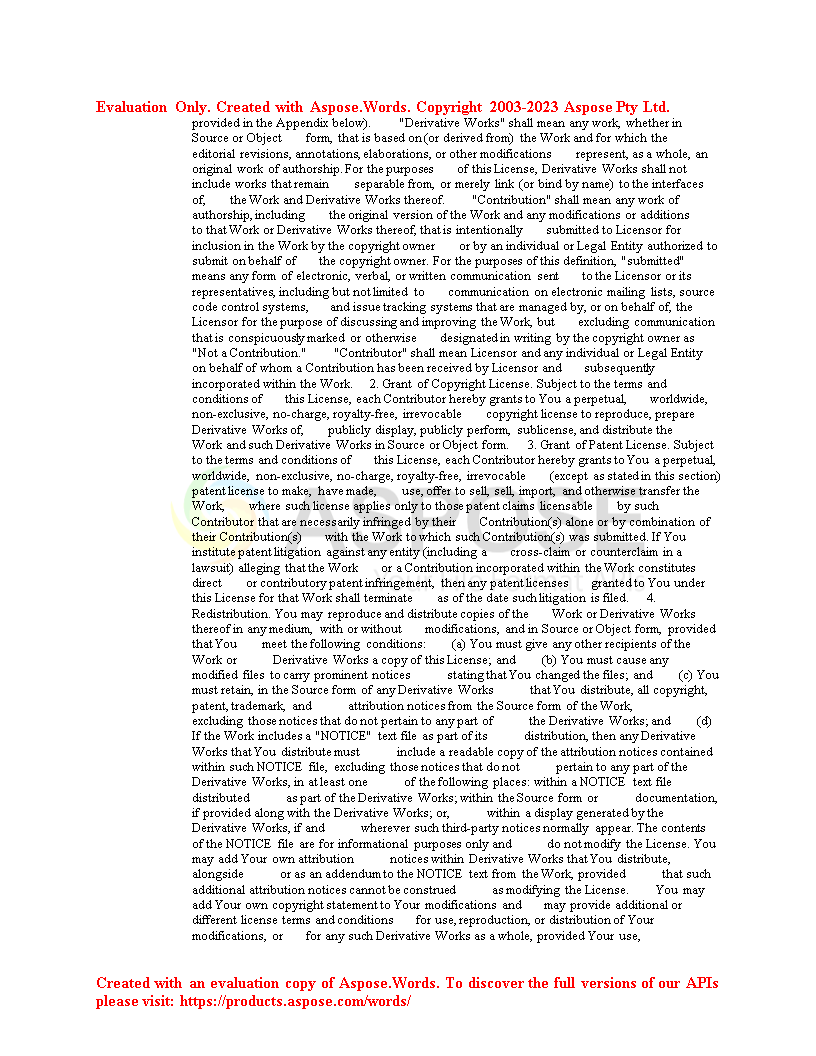 Evaluation Only. Created with Aspose.Words. Copyright 2003-2023 Aspose Pty Ltd.
provided in the Appendix below). "Derivative Works" shall mean any work, whether in
Source or Object form, that is based on (or derived from) the Work and for which the
editorial revisions, annotations, elaborations, or other modifications represent, as a whole, an
original work of authorship. For the purposes of this License, Derivative Works shall not
include works that remain separable from, or merely link (or bind by name) to the interfaces
of, the Work and Derivative Works thereof. "Contribution" shall mean any work of
authorship, including the original version of the Work and any modifications or additions
to that Work or Derivative Works thereof, that is intentionally submitted to Licensor for
inclusion in the Work by the copyright owner or by an individual or Legal Entity authorized to
submit on behalf of the copyright owner. For the purposes of this definition, "submitted"
means any form of electronic, verbal, or written communication sent to the Licensor or its
representatives, including but not limited to communication on electronic mailing lists, source
code control systems, and issue tracking systems that are managed by, or on behalf of, the
Licensor for the purpose of discussing and improving the Work, but excluding communication
that is conspicuously marked or otherwise designated in writing by the copyright owner as
"Not a Contribution." "Contributor" shall mean Licensor and any individual or Legal Entity
on behalf of whom a Contribution has been received by Licensor and subsequently
incorporated within the Work. 2. Grant of Copyright License. Subject to the terms and
conditions of this License, each Contributor hereby grants to You a perpetual, worldwide,
non-exclusive, no-charge, royalty-free, irrevocable copyright license to reproduce, prepare
Derivative Works of, publicly display, publicly perform, sublicense, and distribute the
Work and such Derivative Works in Source or Object form. 3. Grant of Patent License. Subject
to the terms and conditions of this License, each Contributor hereby grants to You a perpetual,
worldwide, non-exclusive, no-charge, royalty-free, irrevocable (except as stated in this section)
patent license to make, have made, use, offer to sell, sell, import, and otherwise transfer the
Work, where such license applies only to those patent claims licensable by such
Contributor that are necessarily infringed by their Contribution(s) alone or by combination of
their Contribution(s) with the Work to which such Contribution(s) was submitted. If You
institute patent litigation against any entity (including a cross-claim or counterclaim in a
lawsuit) alleging that the Work or a Contribution incorporated within the Work constitutes
direct or contributory patent infringement, then any patent licenses granted to You under
this License for that Work shall terminate as of the date such litigation is filed. 4.
Redistribution. You may reproduce and distribute copies of the Work or Derivative Works
thereof in any medium, with or without modifications, and in Source or Object form, provided
that You meet the following conditions: (a) You must give any other recipients of the
Work or Derivative Works a copy of this License; and (b) You must cause any
modified files to carry prominent notices stating that You changed the files; and (c) You
must retain, in the Source form of any Derivative Works that You distribute, all copyright,
patent, trademark, and attribution notices from the Source form of the Work,
excluding those notices that do not pertain to any part of the Derivative Works; and (d)
If the Work includes a "NOTICE" text file as part of its distribution, then any Derivative
Works that You distribute must include a readable copy of the attribution notices contained
within such NOTICE file, excluding those notices that do not pertain to any part of the
Derivative Works, in at least one of the following places: within a NOTICE text file
distributed as part of the Derivative Works; within the Source form or documentation,
if provided along with the Derivative Works; or, within a display generated by the
Derivative Works, if and wherever such third-party notices normally appear. The contents
of the NOTICE file are for informational purposes only and do not modify the License. You
may add Your own attribution notices within Derivative Works that You distribute,
alongside or as an addendum to the NOTICE text from the Work, provided that such
additional attribution notices cannot be construed as modifying the License. You may
add Your own copyright statement to Your modifications and may provide additional or
different license terms and conditions for use, reproduction, or distribution of Your
modifications, or for any such Derivative Works as a whole, provided Your use,
ASPOSE
Created with an evaluation copy of Aspose.Words. To discover the full versions of our APIs
please visit: https://products.aspose.com/words/